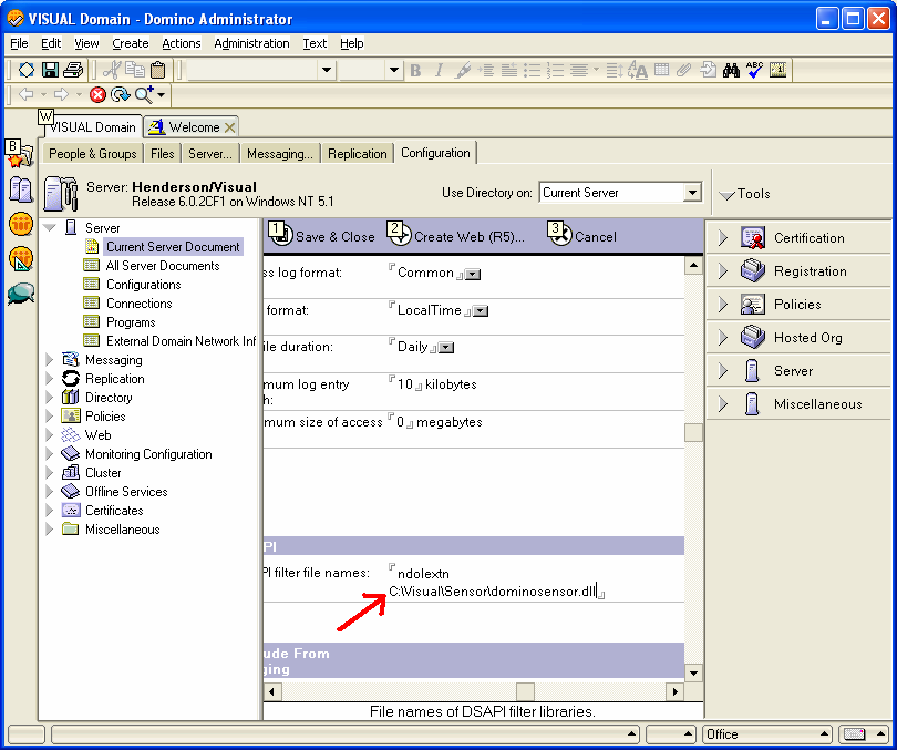 VISUAL Domain - Domino Administrator
File Edit View Create Actions Administration Text Help
B I ABC
W
VISUAL Domain Welcome
B
People & Groups Files Server... Messaging... Replication Configuration
Server: Henderson/Visual
Release 6.0.2CF1 on Windows NT 5.1
Use Directory on: Current Server
Tools
Server
Current Server Document
All Server Documents
Configurations
Connections
Programs
External Domain Network Inf
Messaging
Replication
Directory
Policies
Web
Monitoring Configuration
Cluster
Offline Services
Certificates
Miscellaneous
1 Save & Close 2 Create Web (R5)... 3 Cancel
ss log format: Common
format: LocalTime
le duration: Daily
mum log entry 10 kilobytes
h:
mum size of access 0 megabytes
PI
PI filter file names: ndolextn
C:\Visual\Sensor\dominosensor.dll
ude From
ging
File names of DSAPI filter libraries.
Certification
Registration
Policies
Hosted Org
Server
Miscellaneous
Office